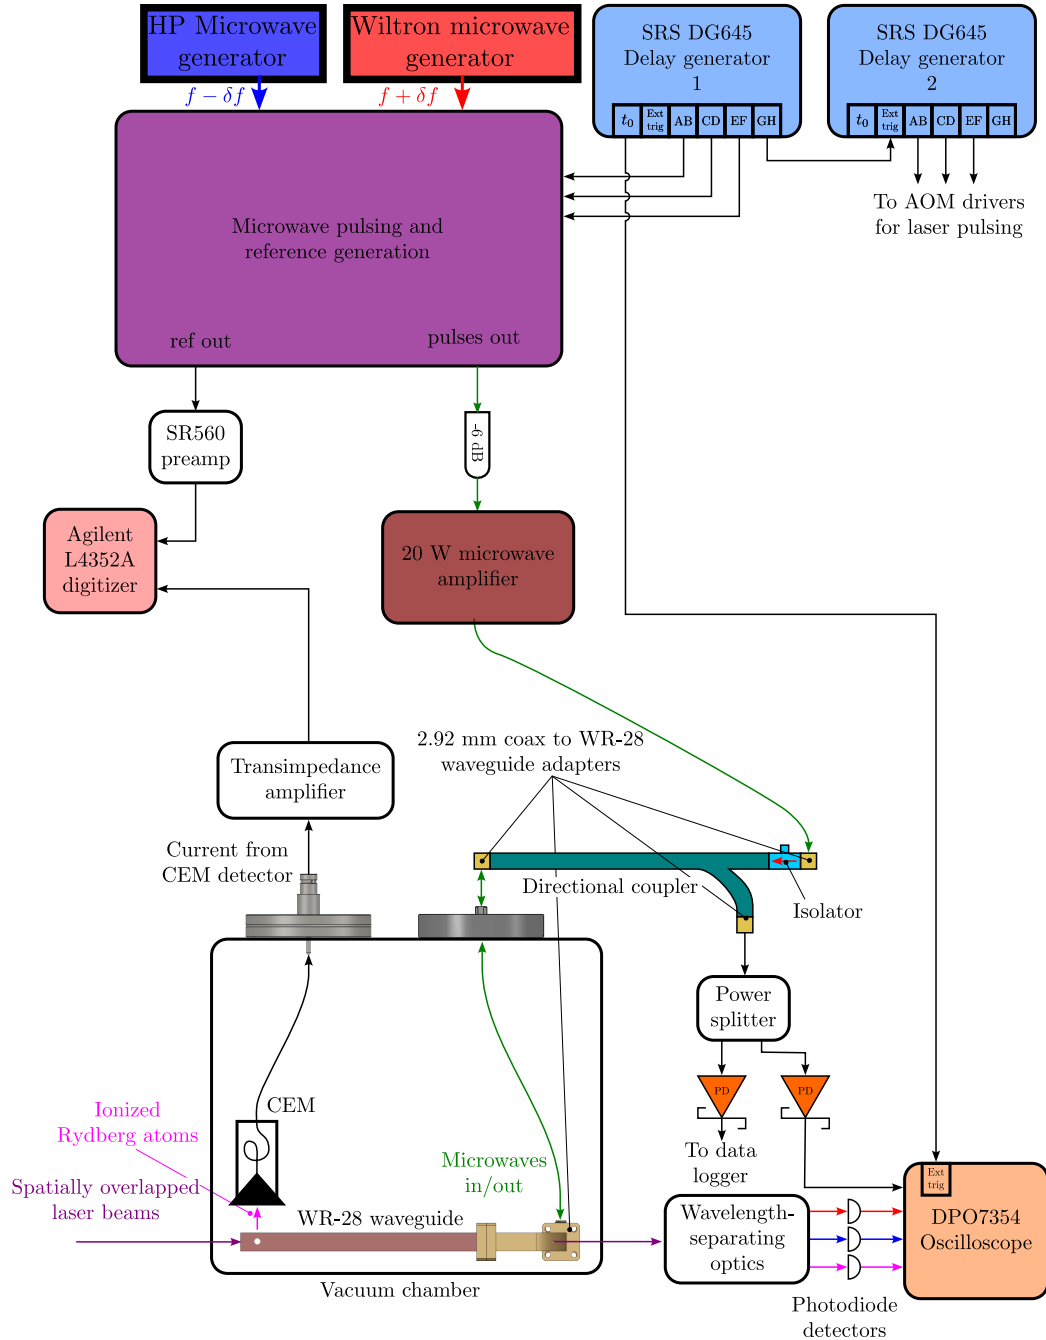 HP Microwave
generator
Wiltron microwave
generator
SRS DG645
Delay generator
1
SRS DG645
Delay generator
2
f − δf
f + δf
t0
Ext
trig
AB
CD
EF
GH
t0
Ext
trig
AB
CD
EF
GH
To AOM drivers
for laser pulsing
Microwave pulsing and
reference generation
ref out
pulses out
SR560
preamp
-6 dB
Agilent
L4352A
digitizer
20 W microwave
amplifier
2.92 mm coax to WR-28
waveguide adapters
Transimpedance
amplifier
Current from
CEM detector
Directional coupler
Isolator
Power
splitter
PD
PD
CEM
Ionized
Rydberg atoms
To data
logger
Microwaves
in/out
Ext
trig
Spatially overlapped
laser beams
WR-28 waveguide
Wavelength-
separating
optics
DPO7354
Oscilloscope
Vacuum chamber
Photodiode
detectors